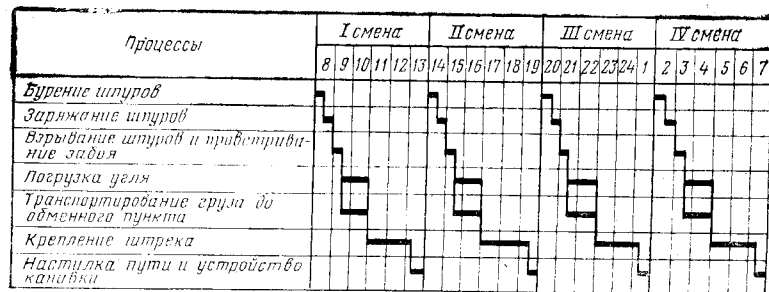 Процессы
I смена II смена III смена IV смена
8 9 10 11 12 13 14 15 16 17 18 19 20 21 22 23 24 1 2 3 4 5 6 7
Бурение шпуров
Заряжание шпуров
Взрывание шпуров и проветрива-
ние забоя
Погрузка угля
Транспортирование груза до
обменного пункта
Крепление штрека
Настилка пути и устройство
канавки